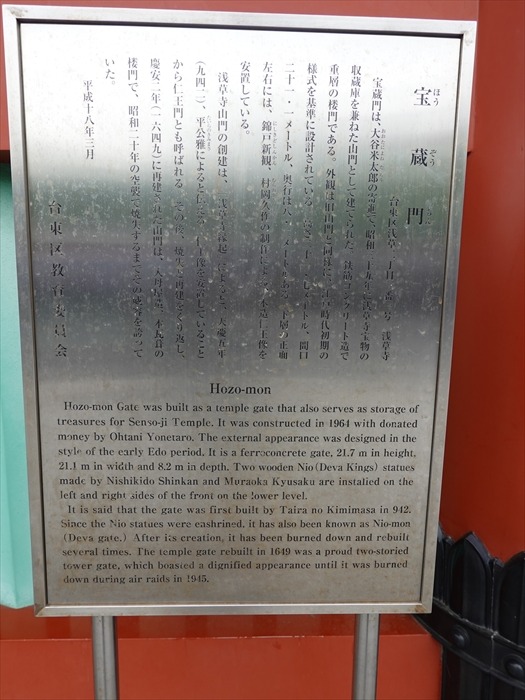 宝蔵門
ほうぞうもん
台東区浅草二丁目三番一号 浅草寺
宝蔵門は、大谷米太郎の寄進で昭和三十九年に浅草寺宝物の
収蔵庫を兼ねた山門として建てられた。鉄筋コンクリート造で
重層の楼門である。外観は旧山門と同様に、江戸時代初期の
様式を基準に設計されている。高さ二十一・七メートル、間口
二十一・一メートル、奥行は八・二メートルある。下層の正面
左右には、錦戸新観、村岡久作の制作による木造仁王像を
安置している。
浅草寺山門の創建は、『浅草寺縁起』によると、天慶五年
(九四二)、平公雅によると伝える。仁王像を安置していること
から仁王門とも呼ばれる。その後、焼失と再建をくり返し、
慶安二年(一六四九)に再建された山門は、入母屋造、本瓦葺の
楼門で、昭和二十年の空襲で焼失するまでその威容を誇って
いた。
平成十八年三月
台東区教育委員会
Hozo-mon
Hozo-mon Gate was built as a temple gate that also serves as storage of
treasures for Senso-ji Temple. It was constructed in 1964 with donated
money by Ohtani Yonetaro. The external appearance was designed in the
style of the early Edo period. It is a ferroconcrete gate, 21.7 m in height,
21.1 m in width and 8.2 m in depth. Two wooden Nio (Deva Kings) statues
made by Nishikido Shinkan and Muraoka Kyusaku are installed on the
left and right sides of the front on the lower level.
It is said that the gate was first built by Taira no Kimimasa in 942.
Since the Nio statues were enshrined, it has also been known as Nio-mon
(Deva gate.) After its creation, it has been burned down and rebuilt
several times. The temple gate rebuilt in 1649 was a proud two-storied
tower gate, which boasted a dignified appearance until it was burned
down during air raids in 1945.